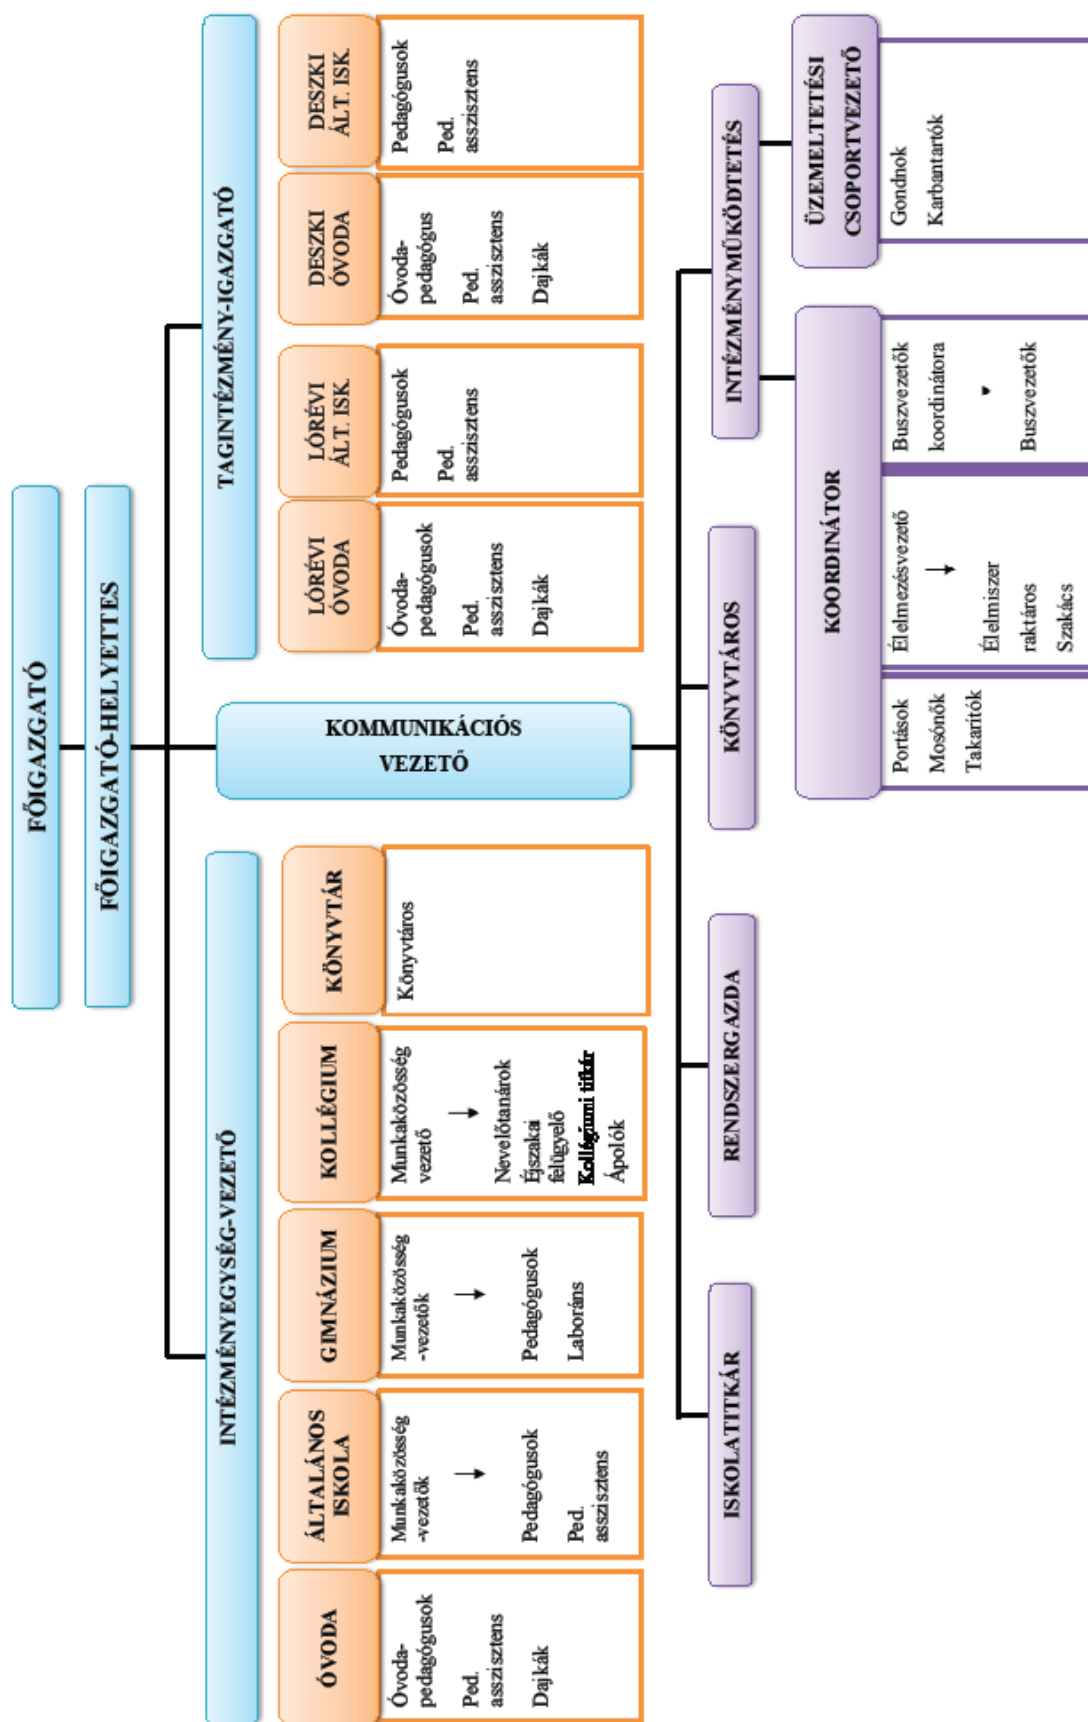 FŐIGAZGATÓ
FŐIGAZGATÓ-HELYETTES
INTÉZMÉNYEGYSÉG-VEZETŐ
TAGINTÉZMÉNY-IGAZGATÓ
KOMMUNIKÁCIÓS
VEZETŐ
ÓVODA
Óvoda-
pedagógusok
Ped.
asszisztens
Dajkák
ÁLTALÁNOS
ISKOLA
Munkaközösség
-vezetők
Pedagógusok
Ped.
asszisztens
GIMNÁZIUM
Munkaközösség
-vezetők
Pedagógusok
Laboráns
KOLLÉGIUM
Munkaközösség
vezető
Nevelőtanárok
Éjszakai
felügyelő
Kollégiumi titkár
Ápolók
KÖNYVTÁR
Könyvtáros
LÓRÉVI
ÓVODA
Óvoda-
pedagógusok
Ped.
asszisztens
Dajkák
LÓRÉVI
ÁLT. ISK.
Pedagógusok
Ped.
asszisztens
DESZKI
ÓVODA
Óvoda-
pedagógus
Ped.
asszisztens
Dajkák
DESZKI
ÁLT. ISK.
Pedagógusok
Ped.
asszisztens
ISKOLATITKÁR
RENDSZERGAZDA
KÖNYVTÁROS
INTÉZMÉNYMŰKÖDTETÉS
KOORDINÁTOR
Portások
Mosónők
Takarítók
Élelmezésvezető
Élelmiszer
raktáros
Szakács
Buszvezetők
koordinátora
Buszvezetők
ÜZEMELTETÉSI
CSOPORTVEZETŐ
Gondnok
Karbantartók